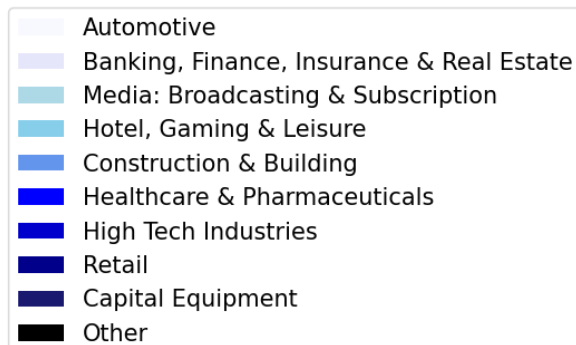 Automotive
Banking, Finance, Insurance & Real Estate
Media: Broadcasting & Subscription
Hotel, Gaming & Leisure
Construction & Building
Healthcare & Pharmaceuticals
High Tech Industries
Retail
Capital Equipment
Other